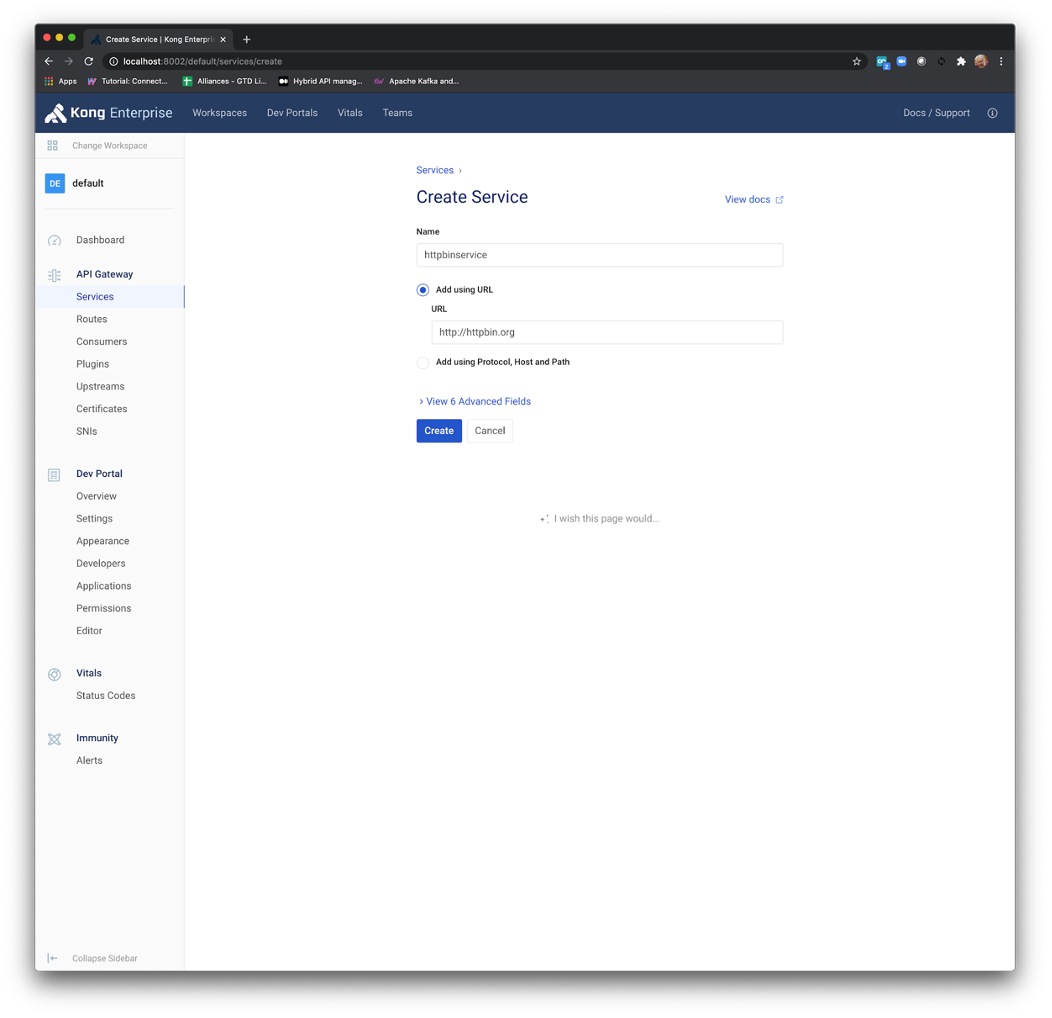 Create Service | Kong Enterpri
localhost:8002/default/services/create
Apps
Tutorial: Connect...
Alliances - GTD Li...
Hybrid API manag...
Apache Kafka and...
Kong Enterprise
Workspaces
Dev Portals
Vitals
Teams
Docs / Support
Change Workspace
DE
default
Dashboard
API Gateway
Services
Routes
Consumers
Plugins
Upstreams
Certificates
SNIs
Dev Portal
Overview
Settings
Appearance
Developers
Applications
Permissions
Editor
Vitals
Status Codes
Immunity
Alerts
Collapse Sidebar
Services ›
Create Service
View docs
Name
httpbinservice
Add using URL
URL
http://httpbin.org
Add using Protocol, Host and Path
> View 6 Advanced Fields
Create
Cancel
I wish this page would...